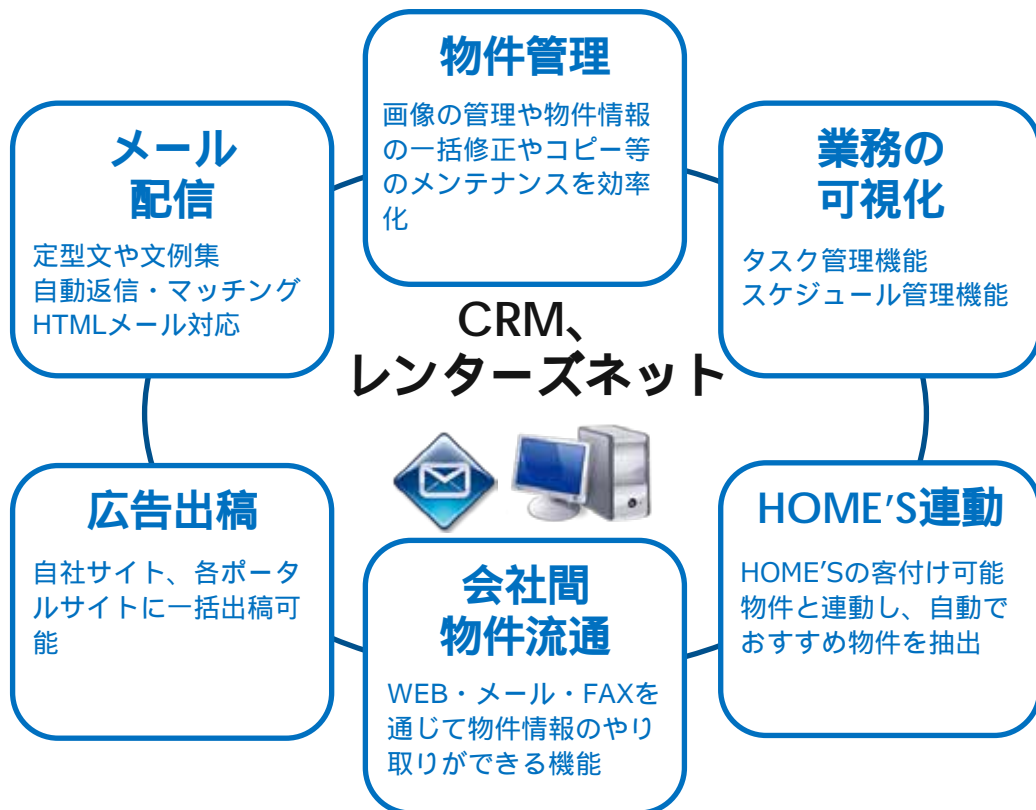 物件管理
画像の管理や物件情報
の一括修正やコピー等
のメンテナンスを効率
化
メール
配信
定型文や文例集
自動返信・マッチング
HTMLメール対応
業務の
可視化
タスク管理機能
スケジュール管理機能
CRM、
レンターズネット
広告出稿
自社サイト、各ポータ
ルサイトに一括出稿可
能
HOME'S連動
HOME'Sの客付け可能
物件と連動し、自動で
おすすめ物件を抽出
会社間
物件流通
WEB・メール・FAXを
通じて物件情報のやり
取りができる機能